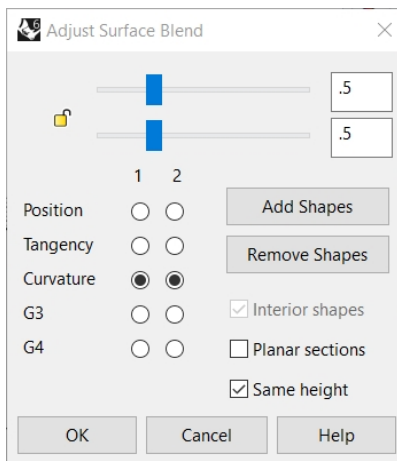 Adjust Surface Blend
.5
.5
1 2
Position
Add Shapes
Tangency
Remove Shapes
Curvature
G3
Interior shapes
G4
Planar sections
Same height
OK Cancel Help